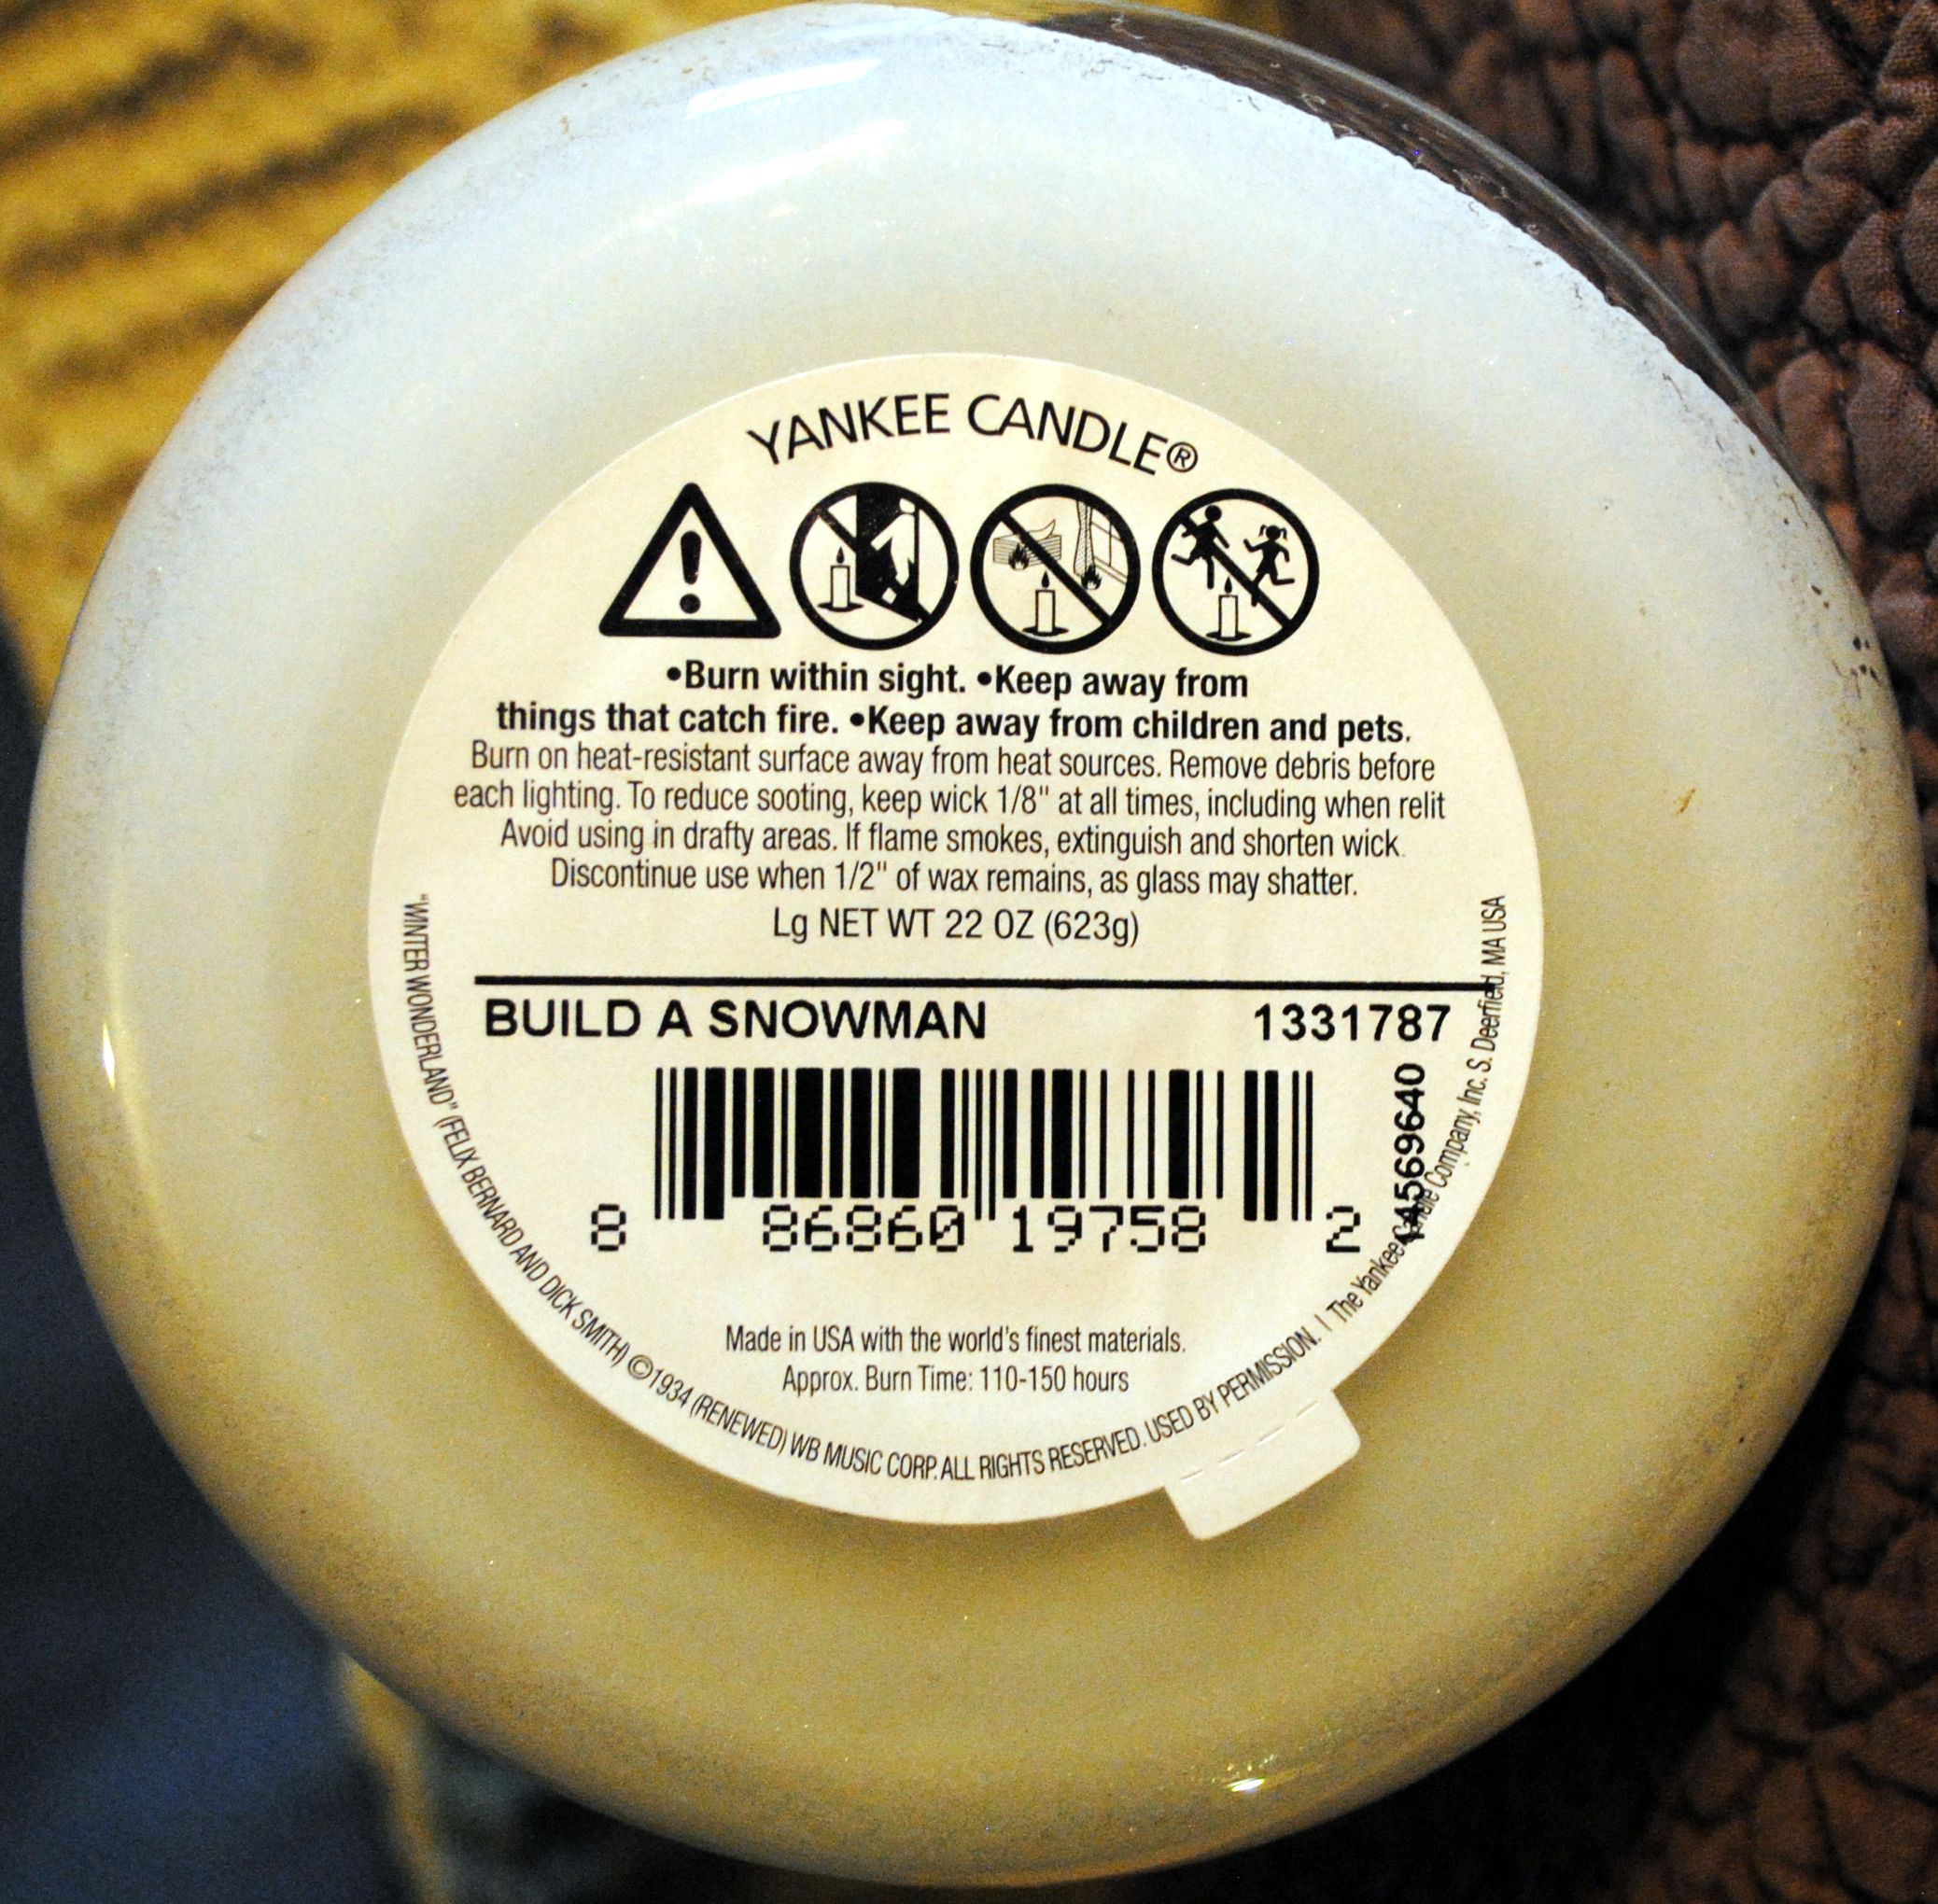 YANKEE CANDLE®
•Burn within sight. •Keep away from
things that catch fire. •Keep away from children and pets.
Burn on heat-resistant surface away from heat sources. Remove debris before
each lighting. To reduce sooting, keep wick 1/8" at all times, including when relit
Avoid using in drafty areas. If flame smokes, extinguish and shorten wick.
Discontinue use when 1/2" of wax remains, as glass may shatter.
Lg NET WT 22 OZ (623g)
BUILD A SNOWMAN 1331787
8 86860 19758 2
Made in USA with the world's finest materials.
Approx. Burn Time: 110-150 hours
"WINTER WONDERLAND" (FELIX BERNARD AND DICK SMITH) ©1934 (RENEWED) WB MUSIC CORP. ALL RIGHTS RESERVED. USED BY PERMISSION. | The Yankee Candle Company, Inc. S. Deerfield, MA USA